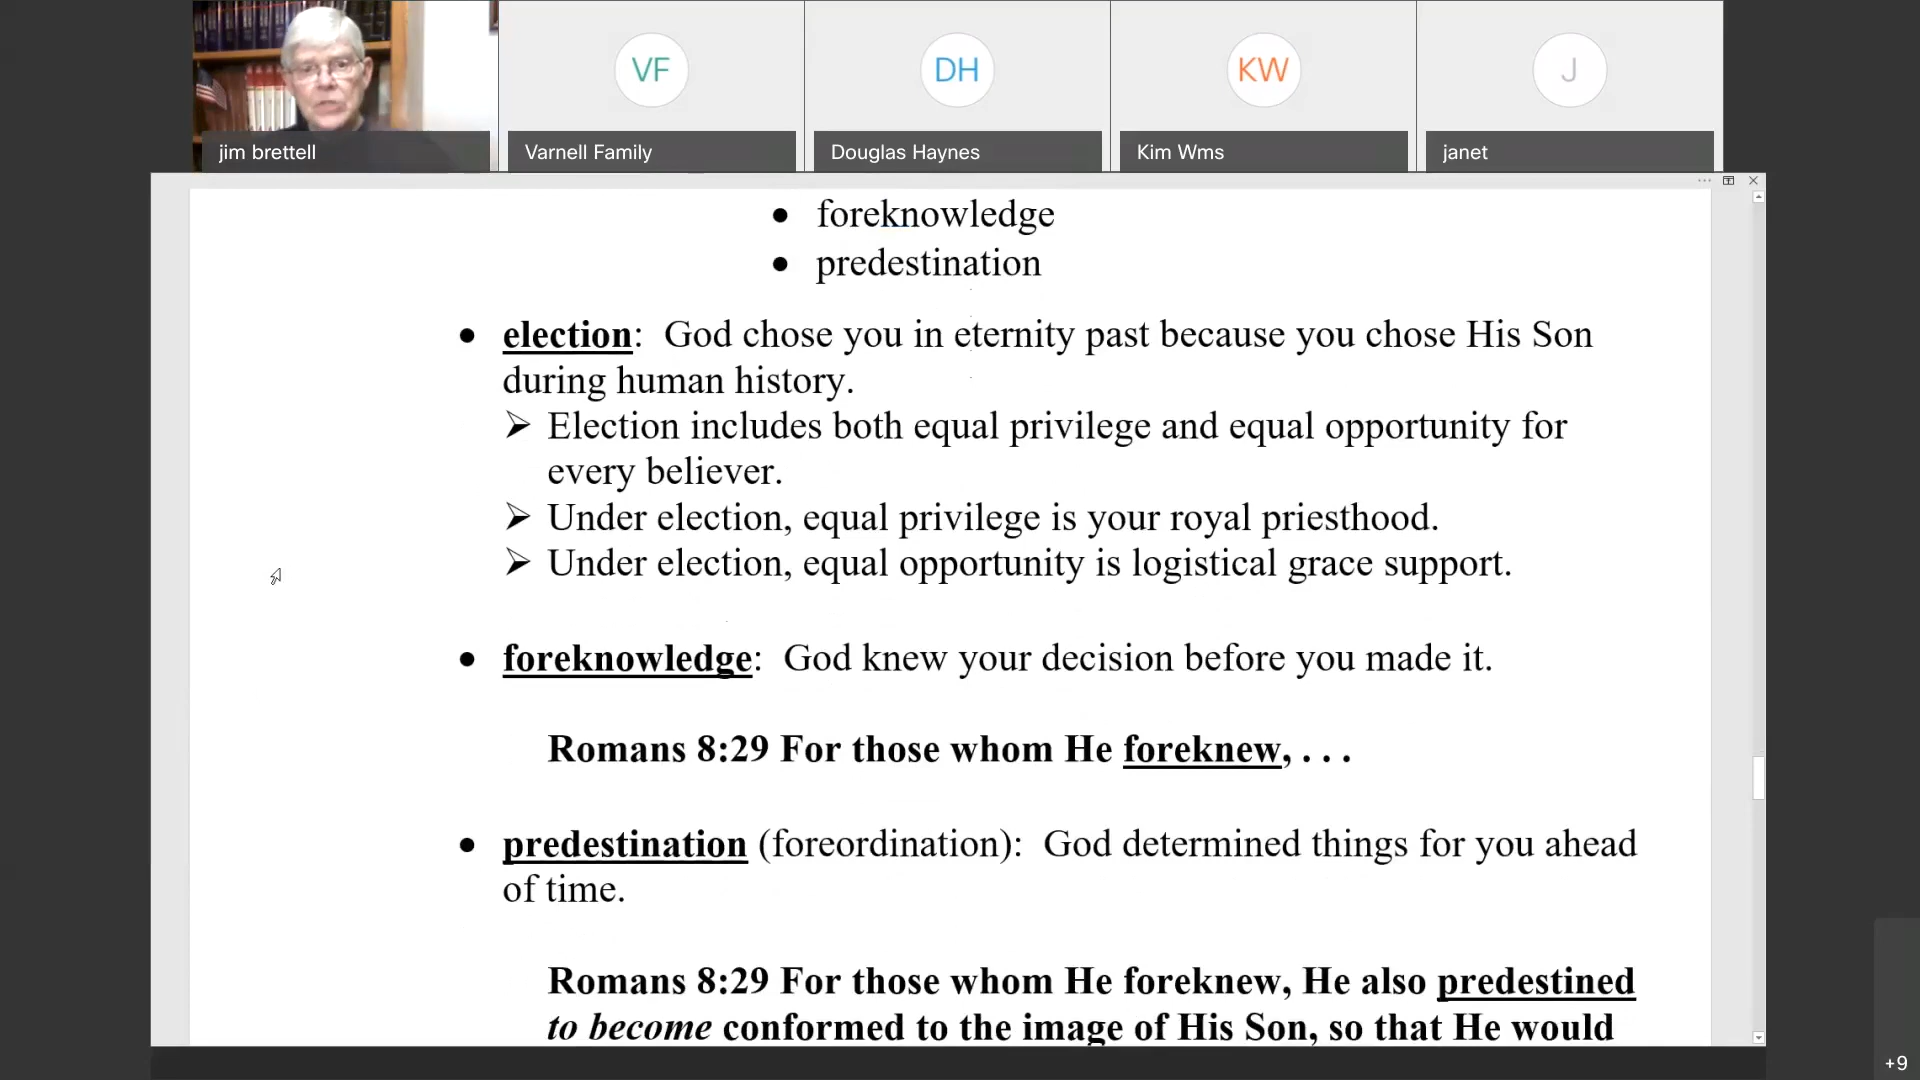 VF
DH
KW
J
jim brettell
Varnell Family
Douglas Haynes
Kim Wms
janet
• foreknowledge
• predestination
• election:  God chose you in eternity past because you chose His Son
during human history.
➢ Election includes both equal privilege and equal opportunity for
every believer.
➢ Under election, equal privilege is your royal priesthood.
➢ Under election, equal opportunity is logistical grace support.
• foreknowledge:  God knew your decision before you made it.
Romans 8:29 For those whom He foreknew, . . .
• predestination (foreordination):  God determined things for you ahead
of time.
Romans 8:29 For those whom He foreknew, He also predestined
to become conformed to the image of His Son, so that He would
+9